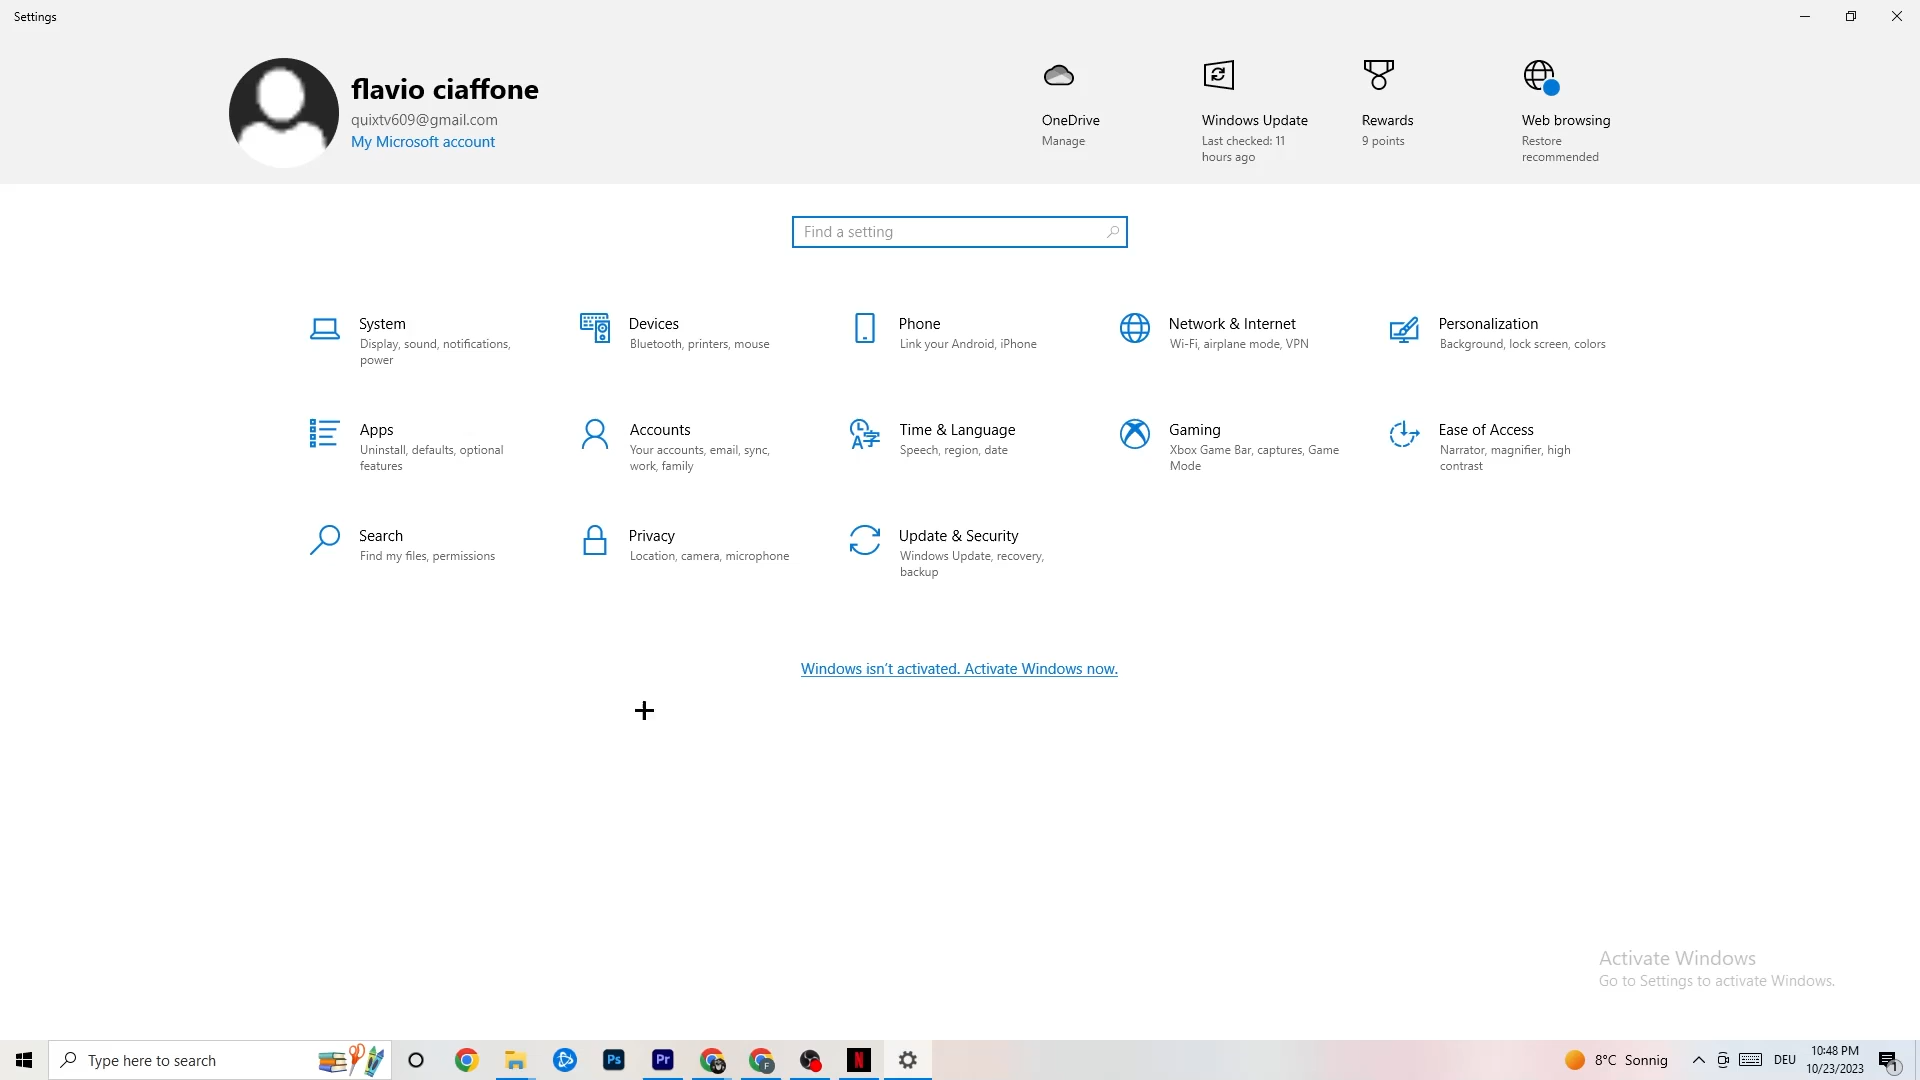 Settings
flavio ciaffone
quixtv609@gmail.com
My Microsoft account
OneDrive
Manage
Windows Update
Last checked: 11
hours ago
Rewards
9 points
Web browsing
Restore
recommended
Find a setting
System
Display, sound, notifications,
power
Devices
Bluetooth, printers, mouse
Phone
Link your Android, iPhone
Network & Internet
Wi-Fi, airplane mode, VPN
Personalization
Background, lock screen, colors
Apps
Uninstall, defaults, optional
features
Accounts
Your accounts, email, sync,
work, family
Time & Language
Speech, region, date
Gaming
Xbox Game Bar, captures, Game
Mode
Ease of Access
Narrator, magnifier, high
contrast
Search
Find my files, permissions
Privacy
Location, camera, microphone
Update & Security
Windows Update, recovery,
backup
Windows isn't activated. Activate Windows now.
Activate Windows
Go to Settings to activate Windows.
Type here to search
Ps
Pr
F
N
8°C Sonnig
DEU
10:48 PM
10/23/2023
1